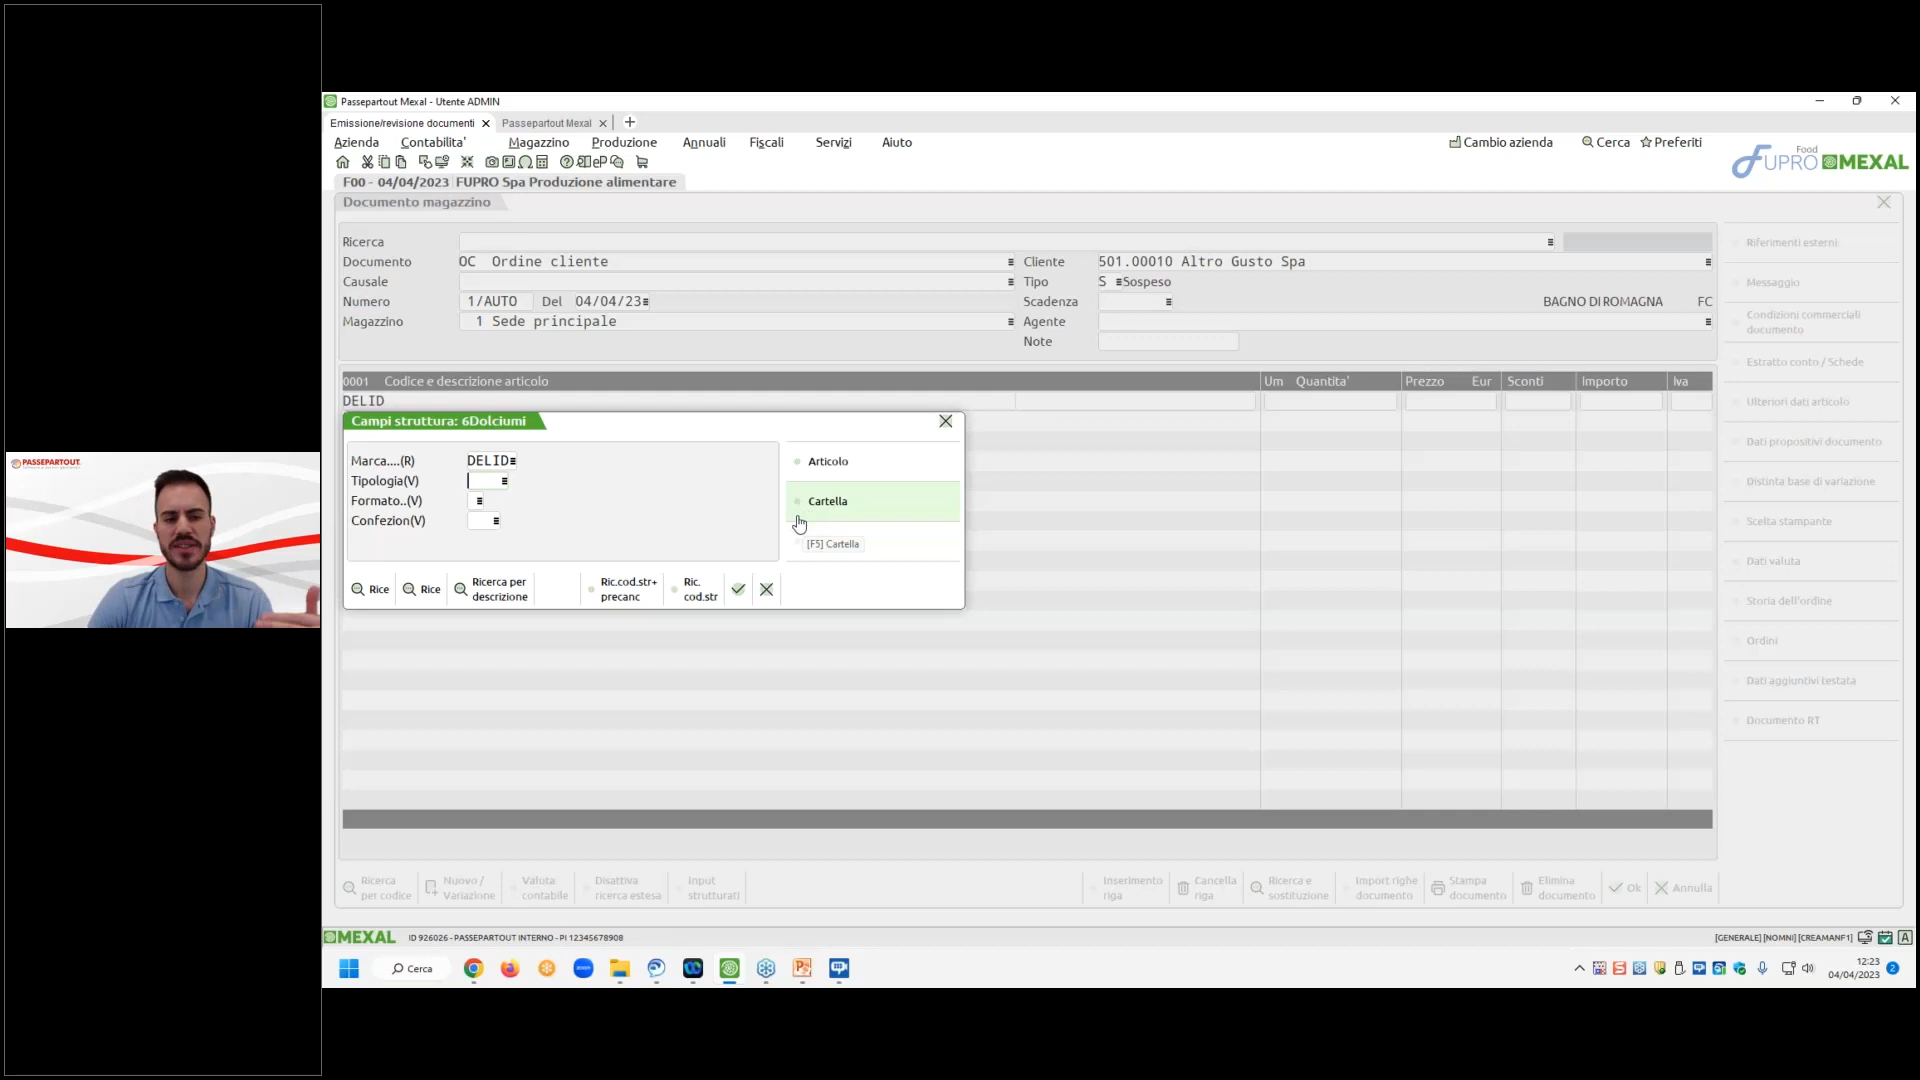 PASSEPARTOUT
Passepartout Mexal - Utente ADMIN
Emissione/revisione documenti
Passepartout Mexal
Azienda Contabilita' Magazzino Produzione Annuali Fiscali Servizi Aiuto
Cambio azienda Cerca Preferiti
Food
FUPRO MEXAL
F00 - 04/04/2023 FUPRO Spa Produzione alimentare
Documento magazzino
Ricerca
Documento OC Ordine cliente Cliente 501.00010 Altro Gusto Spa
Causale Tipo S Sospeso
Numero 1/AUTO Del 04/04/23 Scadenza BAGNO DI ROMAGNA FC
Magazzino 1 Sede principale Agente
Note
0001 Codice e descrizione articolo Um Quantita' Prezzo Eur Sconti Importo Iva
DELID
Campi struttura: 6Dolciumi
Marca....(R) DELID
Tipologia(V)
Formato..(V)
Confezion(V)
Articolo
Cartella
[F5] Cartella
Rice
Rice
Ricerca per
descrizione
Ric.cod.str+
precanc
Ric.
cod.str
Riferimenti esterni
Messaggio
Condizioni commerciali
documento
Estratto conto / Schede
Ulteriori dati articolo
Dati propositivi documento
Distinta base di variazione
Scelta stampante
Dati valuta
Storia dell'ordine
Ordini
Dati aggiuntivi testata
Documento RT
Ricerca
per codice
Nuovo /
Variazione
Valuta
contabile
Disattiva
ricerca estesa
Input
strutturati
Inserimento
riga
Cancella
riga
Ricerca e
sostituzione
Import righe
documento
Stampa
documento
Elimina
documento
Ok
Annulla
MEXAL ID 926026 - PASSEPARTOUT INTERNO - PI 12345678908
[GENERALE] [NOMNI] [CREAMANF1] A
Cerca
zoom
12:23
04/04/2023
2